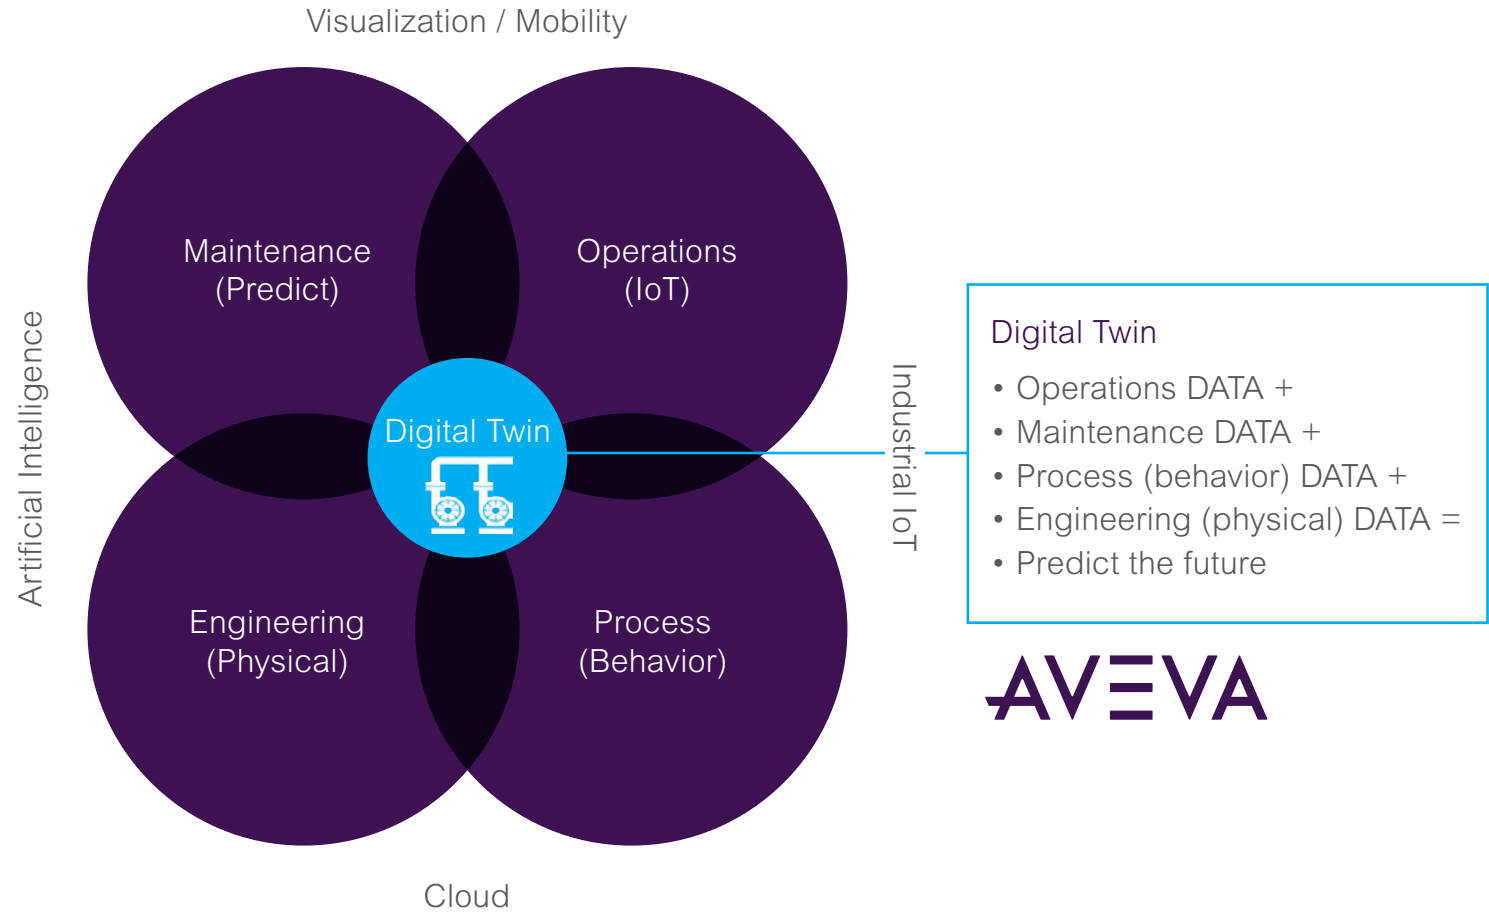 Visualization / Mobility
Maintenance
(Predict)
Operations
(IoT)
Artificial Intelligence
Digital Twin
Industrial IoT
Engineering
(Physical)
Process
(Behavior)
Cloud
Digital Twin
• Operations DATA +
• Maintenance DATA +
• Process (behavior) DATA +
• Engineering (physical) DATA =
• Predict the future
AVEVA